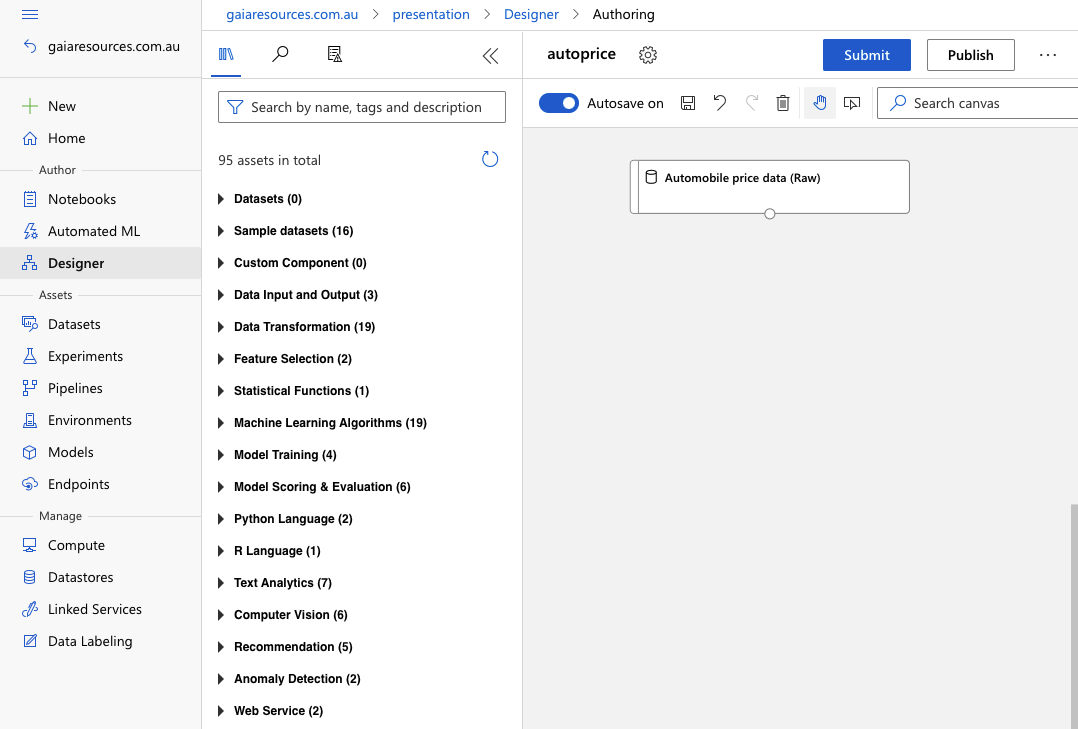 gaiaresources.com.au
New
Home
Author
Notebooks
Automated ML
Designer
Assets
Datasets
Experiments
Pipelines
Environments
Models
Endpoints
Manage
Compute
Datastores
Linked Services
Data Labeling
gaiaresources.com.au > presentation > Designer > Authoring
Search by name, tags and description
95 assets in total
Datasets (0)
Sample datasets (16)
Custom Component (0)
Data Input and Output (3)
Data Transformation (19)
Feature Selection (2)
Statistical Functions (1)
Machine Learning Algorithms (19)
Model Training (4)
Model Scoring & Evaluation (6)
Python Language (2)
R Language (1)
Text Analytics (7)
Computer Vision (6)
Recommendation (5)
Anomaly Detection (2)
Web Service (2)
autoprice
Submit
Publish
Autosave on
Search canvas
Automobile price data (Raw)